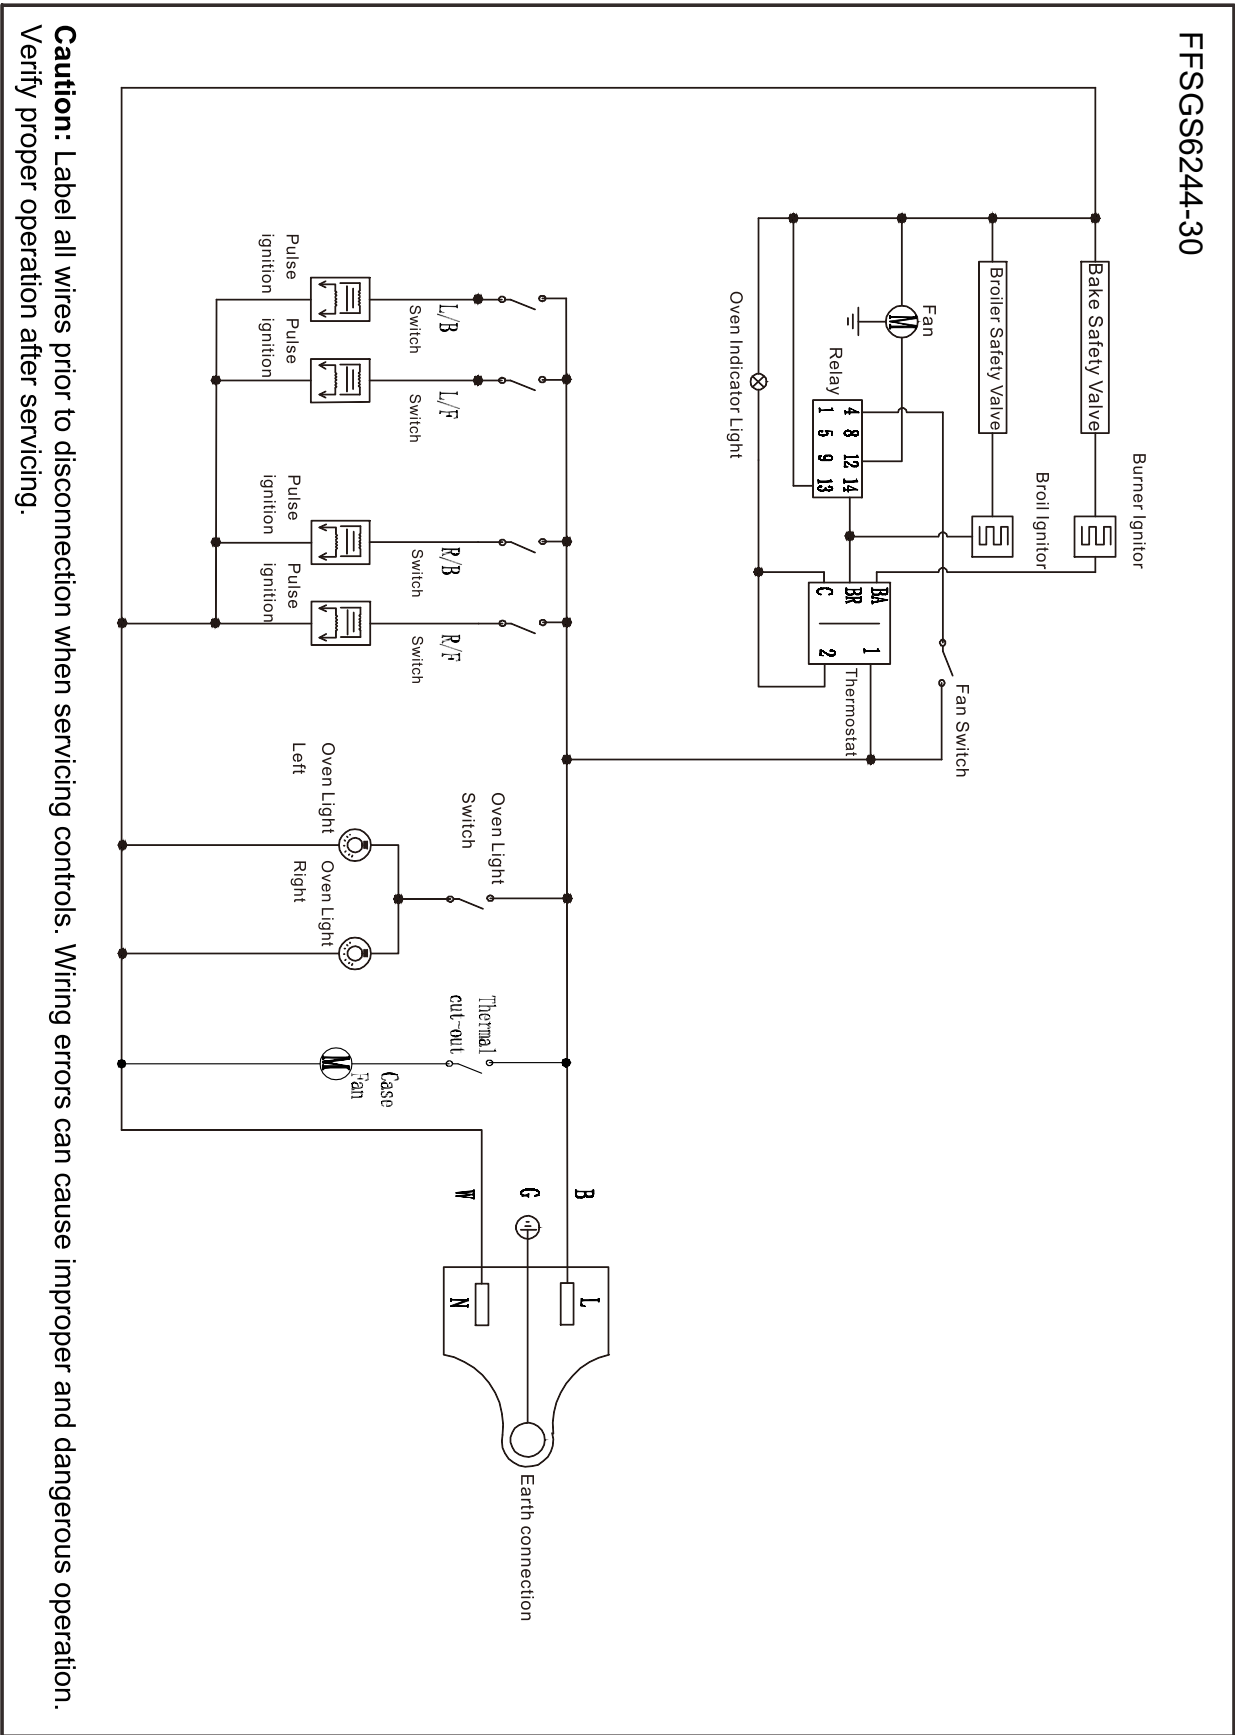 FFSGS6244-30
Burner Ignitor
Bake Safety Valve
Broil Ignitor
Broiler Safety Valve
Fan Switch
Fan
M
Relay
4 8 12 14
1 5 9 13
BA
BR
C
1
2
Thermostat
Oven Indicator Light
L/B
Switch
L/F
Switch
R/B
Switch
R/F
Switch
Pulse
ignition
Pulse
ignition
Pulse
ignition
Pulse
ignition
Oven Light
Switch
Oven Light
Left
Oven Light
Right
Thermal
cut-out
Case
Fan
M
B
G
W
L
N
Earth connection
Caution: Label all wires prior to disconnection when servicing controls. Wiring errors can cause improper and dangerous operation.
Verify proper operation after servicing.